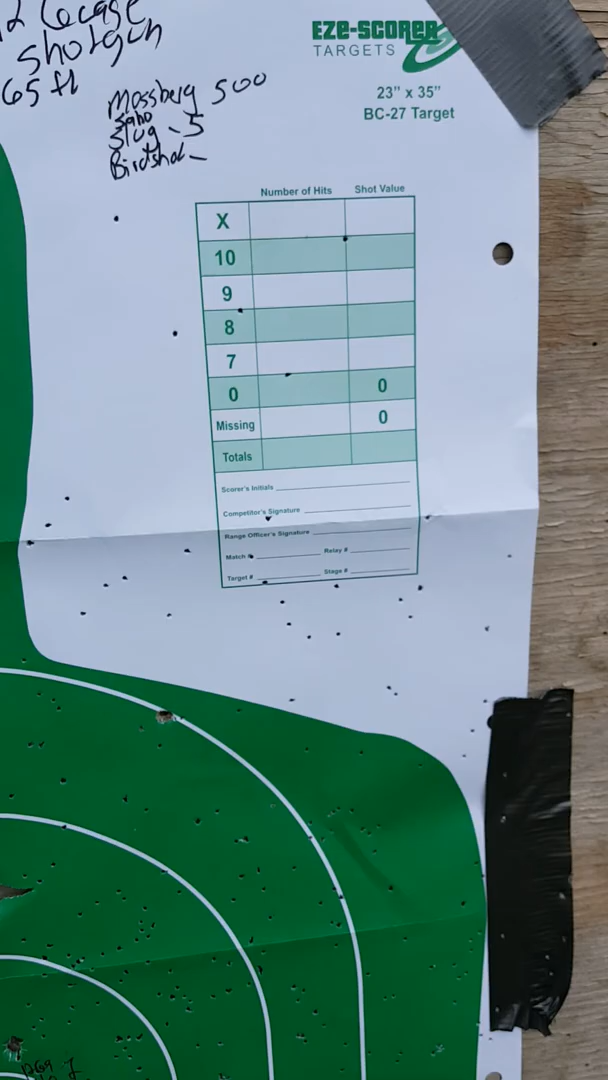 Shotgun
65 ft
Mossberg 500
Slug - 5
Birdshot -
EZE-SCORER
TARGETS
23" x 35"
BC-27 Target
Number of Hits Shot Value
X
10
9
8
7
0 0
Missing 0
Totals
Scorer's Initials
Competitor's Signature
Range Officer's Signature
Match # Relay #
Target # Stage #